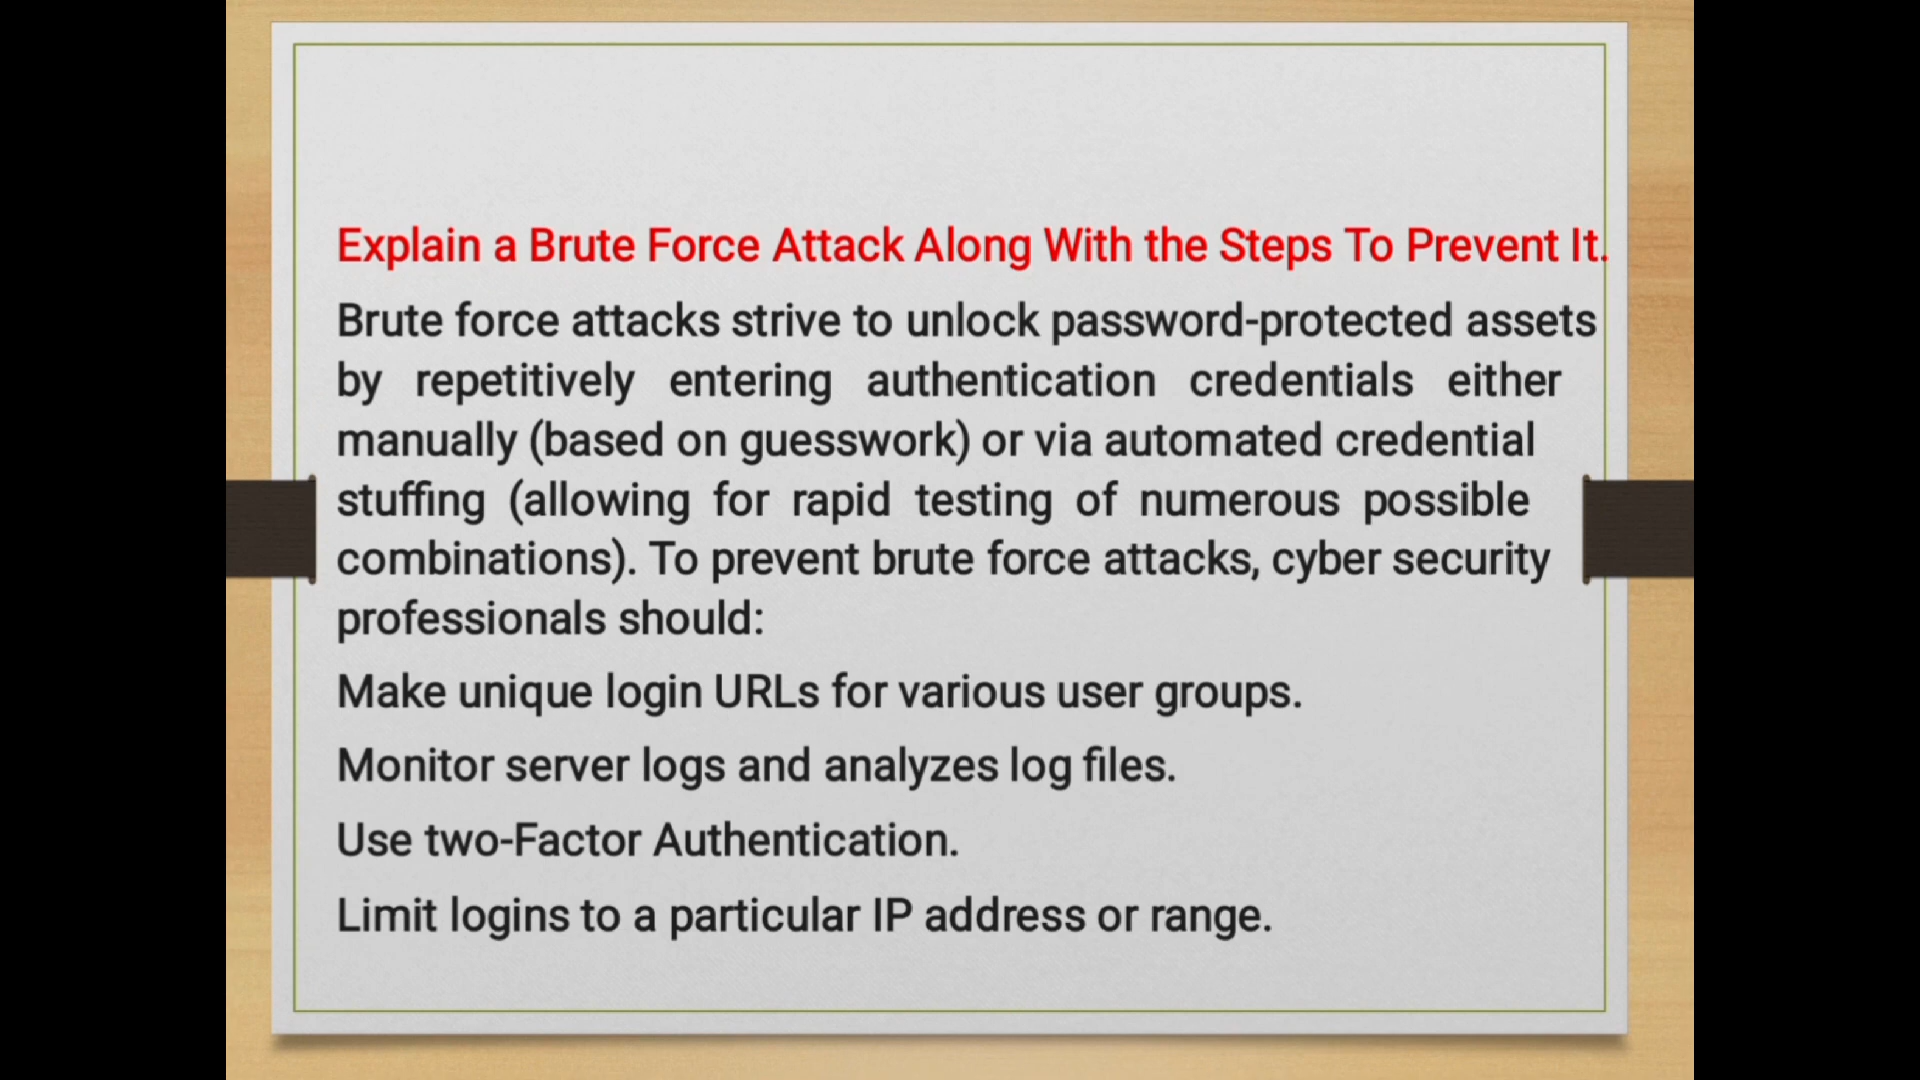 Explain a Brute Force Attack Along With the Steps To Prevent It.
Brute force attacks strive to unlock password-protected assets
by repetitively entering authentication credentials either
manually (based on guesswork) or via automated credential
stuffing (allowing for rapid testing of numerous possible
combinations). To prevent brute force attacks, cyber security
professionals should:
Make unique login URLs for various user groups.
Monitor server logs and analyzes log files.
Use two-Factor Authentication.
Limit logins to a particular IP address or range.